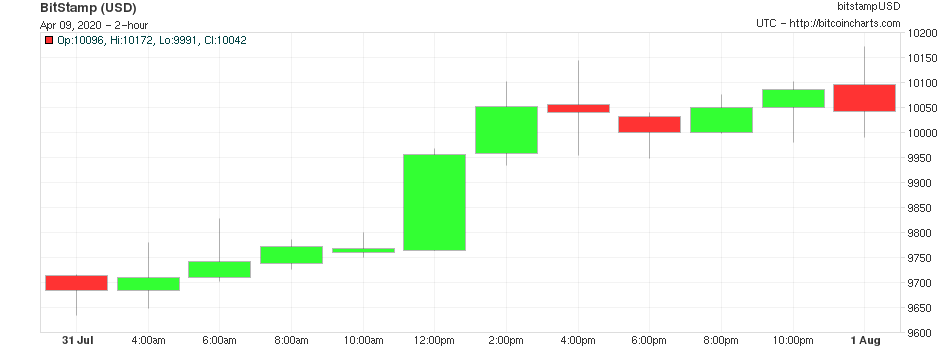 BitStamp (USD)
bitstampUSD
Apr 09, 2020 - 2-hour
UTC - http://bitcoincharts.com
Op:10096, Hi:10172, Lo:9991, Cl:10042
10200
10150
10100
10050
10000
9950
9900
9850
9800
9750
9700
9650
9600
31 Jul 4:00am 6:00am 8:00am 10:00am 12:00pm 2:00pm 4:00pm 6:00pm 8:00pm 10:00pm 1 Aug